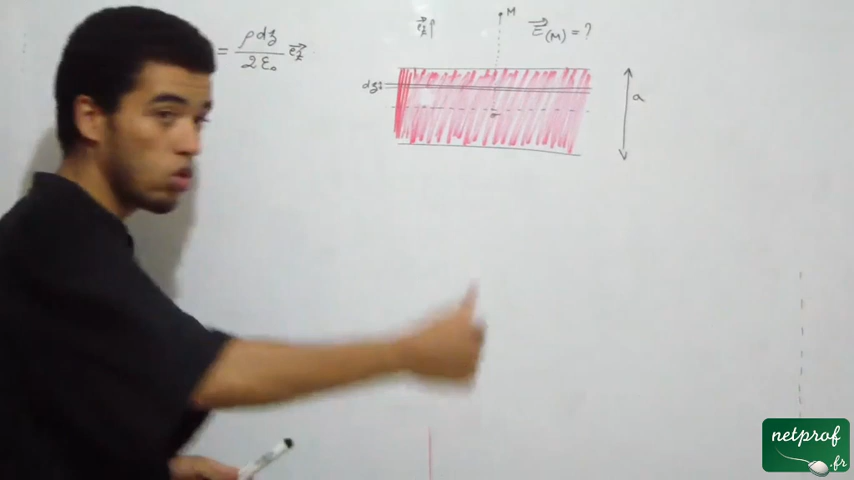 = ρdz / 2ε₀ e⃗z
e⃗z
M
E⃗(M) = ?
dz
a
netprof
.fr